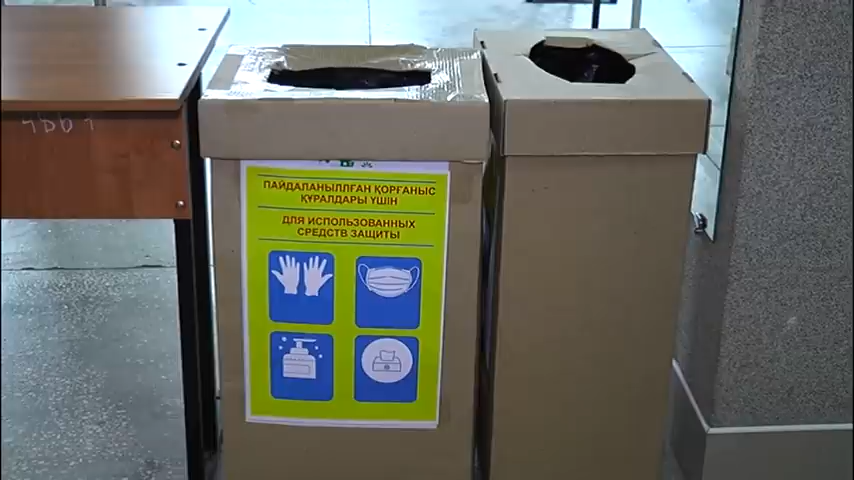 ПАЙДАЛАНЫЛҒАН ҚОРҒАНЫС
ҚҰРАЛДАРЫ ҮШІН
ДЛЯ ИСПОЛЬЗОВАННЫХ
СРЕДСТВ ЗАЩИТЫ